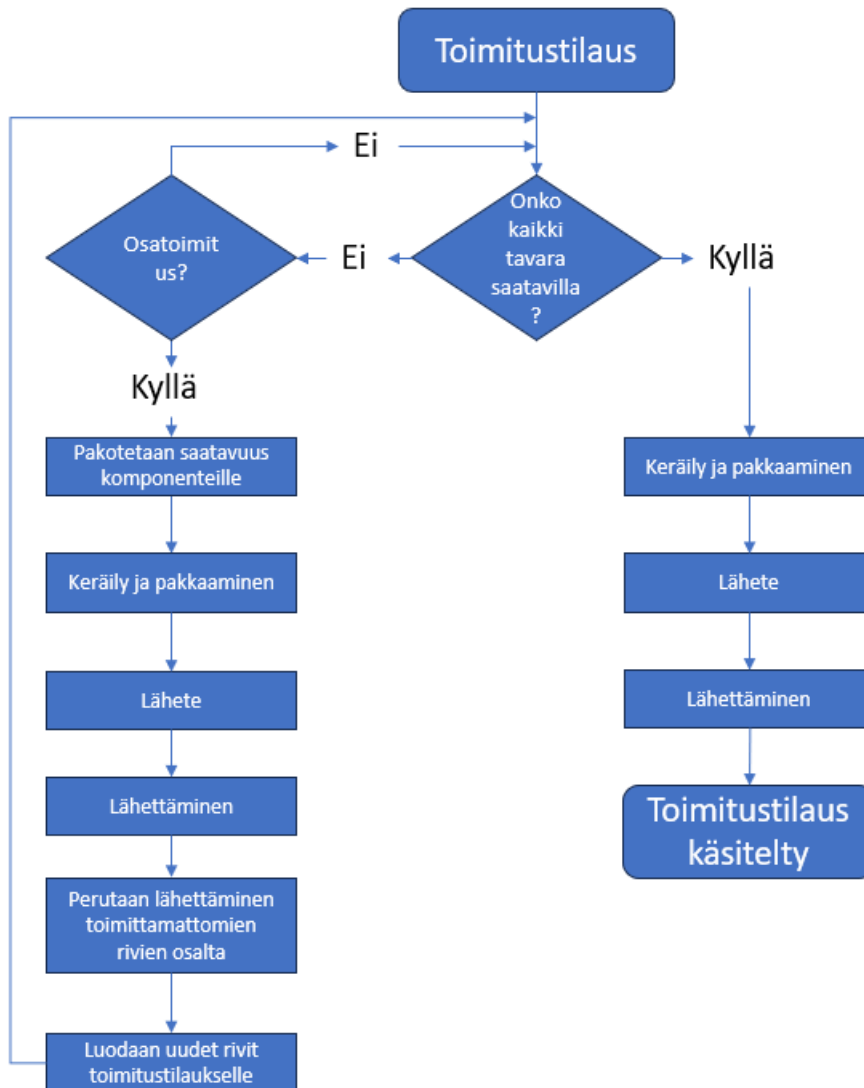 Toimitustilaus
Ei
Onko
kaikki
tavara
saatavilla
?
Osatoimit
us?
Ei
Kyllä
Kyllä
Pakotetaan saatavuus
komponenteille
Keräily ja pakkaaminen
Keräily ja pakkaaminen
Lähete
Lähete
Lähettäminen
Lähettäminen
Toimitustilaus
käsitelty
Perutaan lähettäminen
toimittamattomien
rivien osalta
Luodaan uudet rivit
toimitustilaukselle